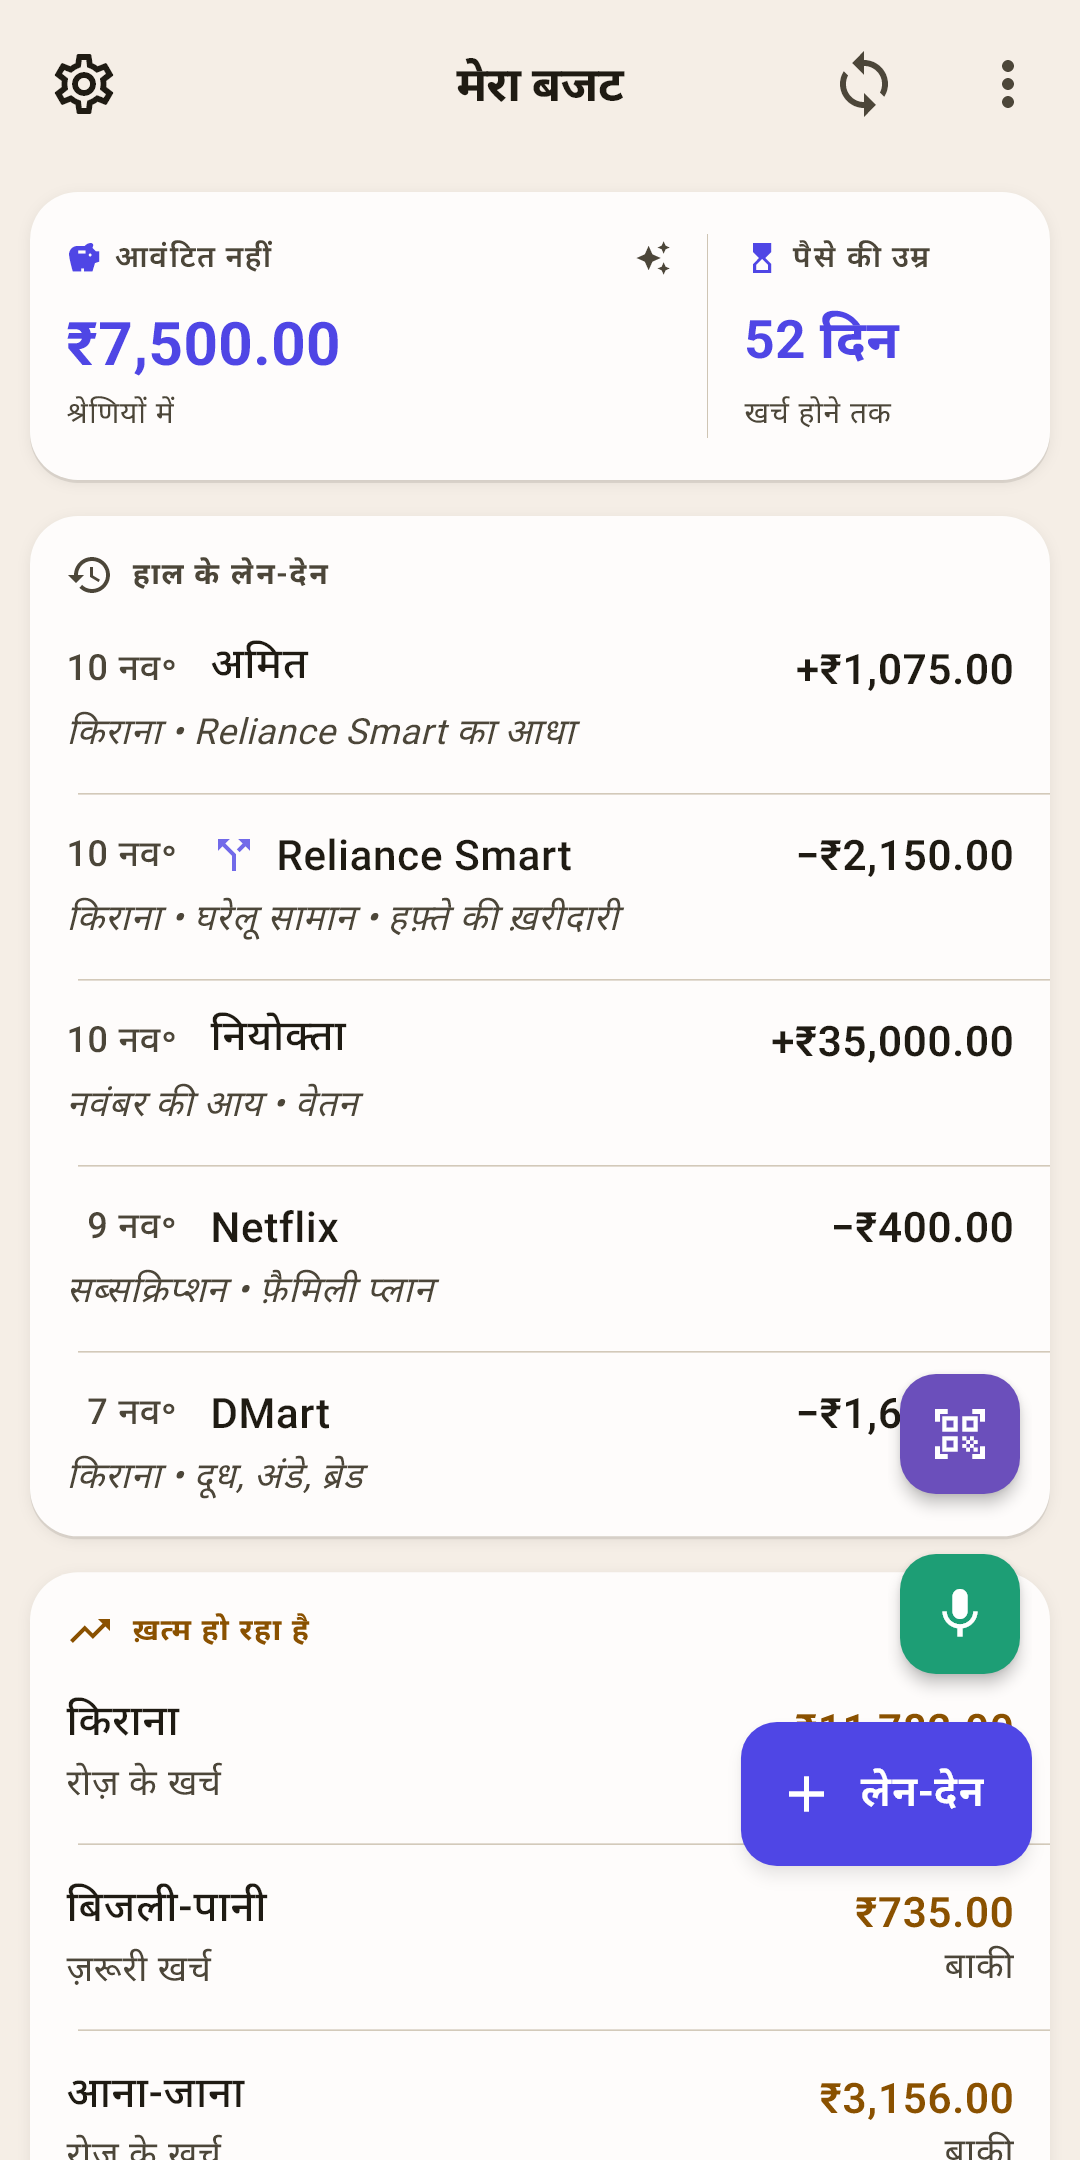 मेरा बजट
आवंटित नहीं
₹7,500.00
श्रेणियों में
पैसे की उम्र
52 दिन
खर्च होने तक
हाल के लेन-देन
10 नव॰ अमित +₹1,075.00
किराना • Reliance Smart का आधा
10 नव॰ Reliance Smart −₹2,150.00
किराना • घरेलू सामान • हफ़्ते की ख़रीदारी
10 नव॰ नियोक्ता +₹35,000.00
नवंबर की आय • वेतन
9 नव॰ Netflix −₹400.00
सब्सक्रिप्शन • फ़ैमिली प्लान
7 नव॰ DMart −₹1,6
किराना • दूध, अंडे, ब्रेड
ख़त्म हो रहा है
किराना
रोज़ के खर्च
लेन-देन
बिजली-पानी ₹735.00
ज़रूरी खर्च बाकी
आना-जाना ₹3,156.00
रोज़ के खर्च बाकी